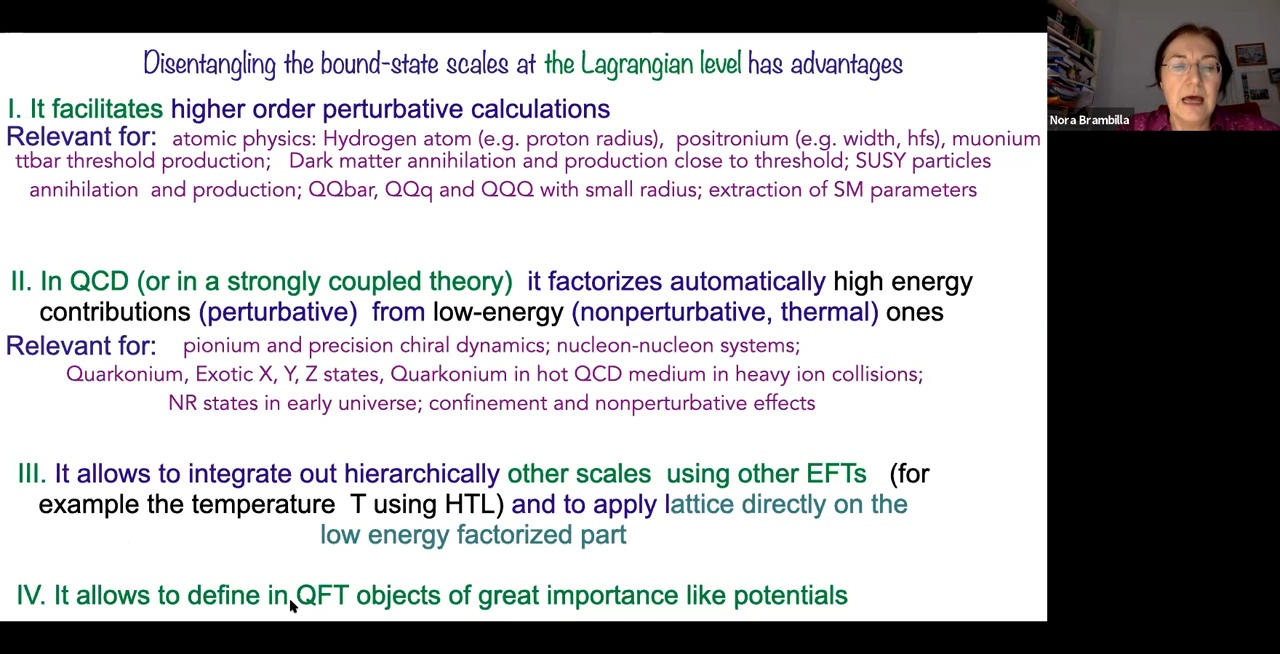 Disentangling the bound-state scales at the Lagrangian level has advantages
I. It facilitates higher order perturbative calculations
Relevant for: atomic physics: Hydrogen atom (e.g. proton radius), positronium (e.g. width, hfs), muonium
ttbar threshold production; Dark matter annihilation and production close to threshold; SUSY particles
annihilation and production; QQbar, QQq and QQQ with small radius; extraction of SM parameters
II. In QCD (or in a strongly coupled theory) it factorizes automatically high energy
contributions (perturbative) from low-energy (nonperturbative, thermal) ones
Relevant for: pionium and precision chiral dynamics; nucleon-nucleon systems;
Quarkonium, Exotic X, Y, Z states, Quarkonium in hot QCD medium in heavy ion collisions;
NR states in early universe; confinement and nonperturbative effects
III. It allows to integrate out hierarchically other scales using other EFTs (for
example the temperature T using HTL) and to apply lattice directly on the
low energy factorized part
IV. It allows to define in QFT objects of great importance like potentials
Nora Brambilla